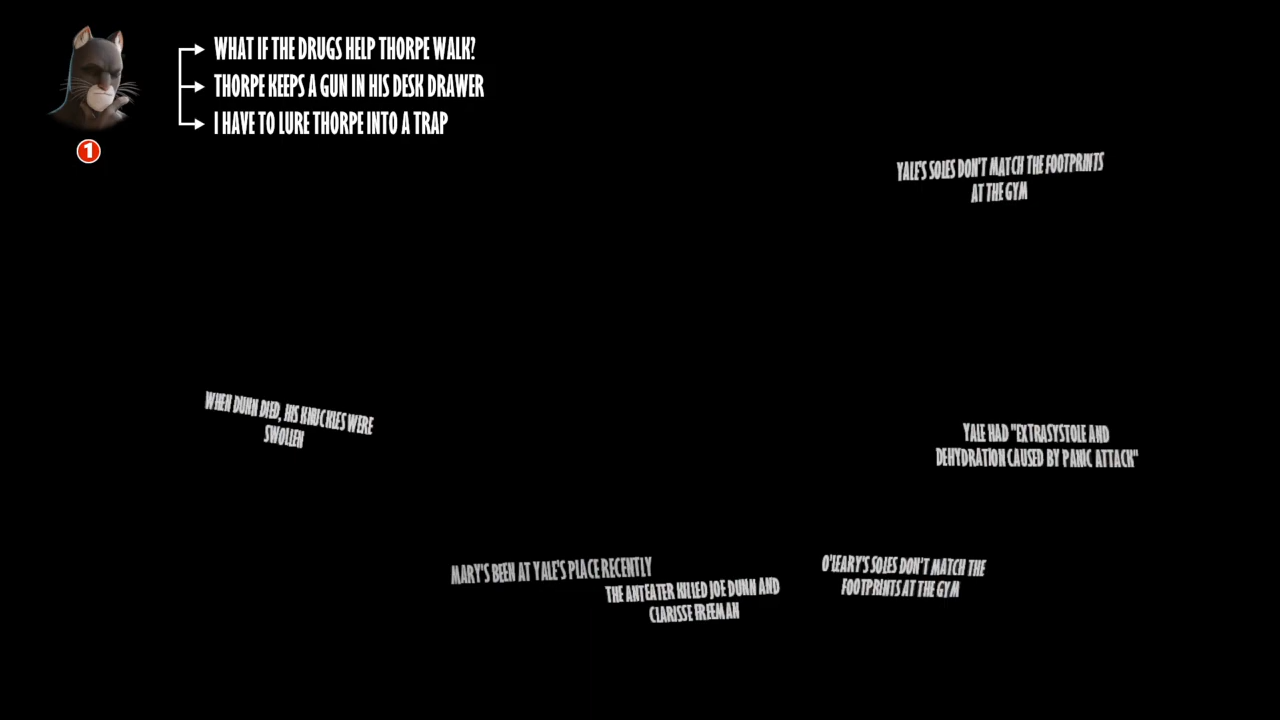 WHAT IF THE DRUGS HELP THORPE WALK?
THORPE KEEPS A GUN IN HIS DESK DRAWER
I HAVE TO LURE THORPE INTO A TRAP
1
YALE'S SOLES DON'T MATCH THE FOOTPRINTS
AT THE GYM
WHEN DUNN DIED, HIS KNUCKLES WERE
SWOLLEN
YALE HAD "EXTRASYSTOLE AND
DEHYDRATION CAUSED BY PANIC ATTACK"
MARY'S BEEN AT YALE'S PLACE RECENTLY
THE ANTEATER KILLED JOE DUNN AND
CLARISSE FREEMAN
O'LEARY'S SOLES DON'T MATCH THE
FOOTPRINTS AT THE GYM